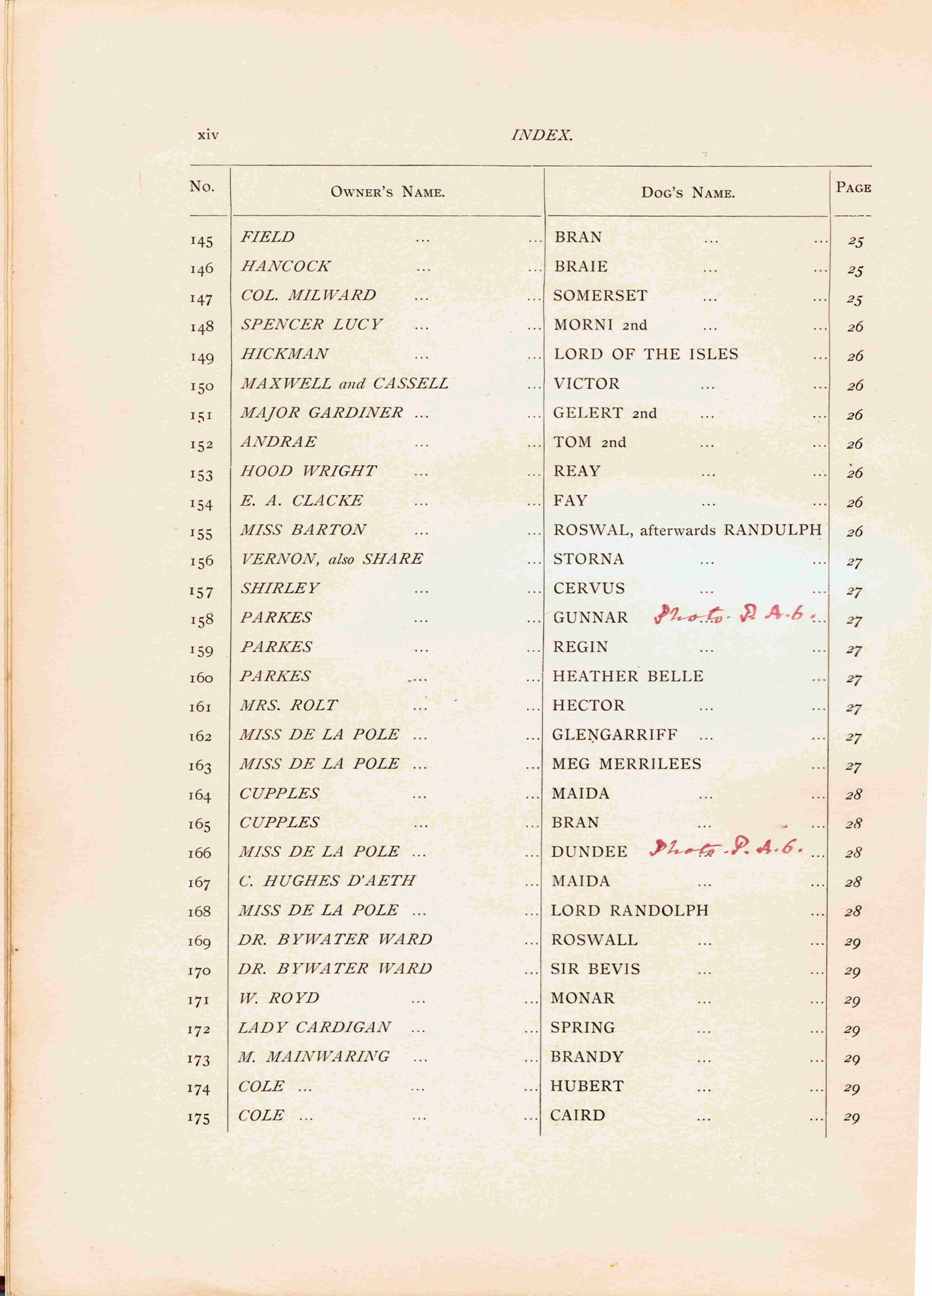 xiv INDEX.
No. OWNER'S NAME. DOG'S NAME. PAGE
145 FIELD ... ... BRAN ... ... 25
146 HANCOCK ... ... BRAIE ... ... 25
147 COL. MILWARD ... ... SOMERSET ... ... 25
148 SPENCER LUCY ... ... MORNI 2nd ... 26
149 HICKMAN ... ... LORD OF THE ISLES ... 26
150 MAXWELL and CASSELL ... VICTOR ... ... 26
151 MAJOR GARDINER ... ... GELERT 2nd ... ... 26
152 ANDRAE ... ... TOM 2nd ... ... 26
153 HOOD WRIGHT ... ... REAY ... ... 26
154 E. A. CLACKE ... ... FAY ... ... 26
155 MISS BARTON ... ... ROSWAL, afterwards RANDULPH 26
156 VERNON, also SHARE ... STORNA ... ... 27
157 SHIRLEY ... ... CERVUS ... ... 27
158 PARKES ... ... GUNNAR Photo. P. A.6. ... 27
159 PARKES ... ... REGIN ... ... 27
160 PARKES ... ... HEATHER BELLE ... 27
161 MRS. ROLT ... ... HECTOR ... ... 27
162 MISS DE LA POLE ... ... GLENGARRIFF ... ... 27
163 MISS DE LA POLE ... ... MEG MERRILEES ... 27
164 CUPPLES ... ... MAIDA ... ... 28
165 CUPPLES ... ... BRAN ... ... 28
166 MISS DE LA POLE ... ... DUNDEE Photo. P. A.6. ... 28
167 C. HUGHES D'AETH ... MAIDA ... ... 28
168 MISS DE LA POLE ... ... LORD RANDOLPH ... 28
169 DR. BYWATER WARD ... ROSWALL ... ... 29
170 DR. BYWATER WARD ... SIR BEVIS ... ... 29
171 W. ROYD ... ... MONAR ... ... 29
172 LADY CARDIGAN ... ... SPRING ... ... 29
173 M. MAINWARING ... ... BRANDY ... ... 29
174 COLE ... ... ... HUBERT ... ... 29
175 COLE ... ... ... CAIRD ... ... 29